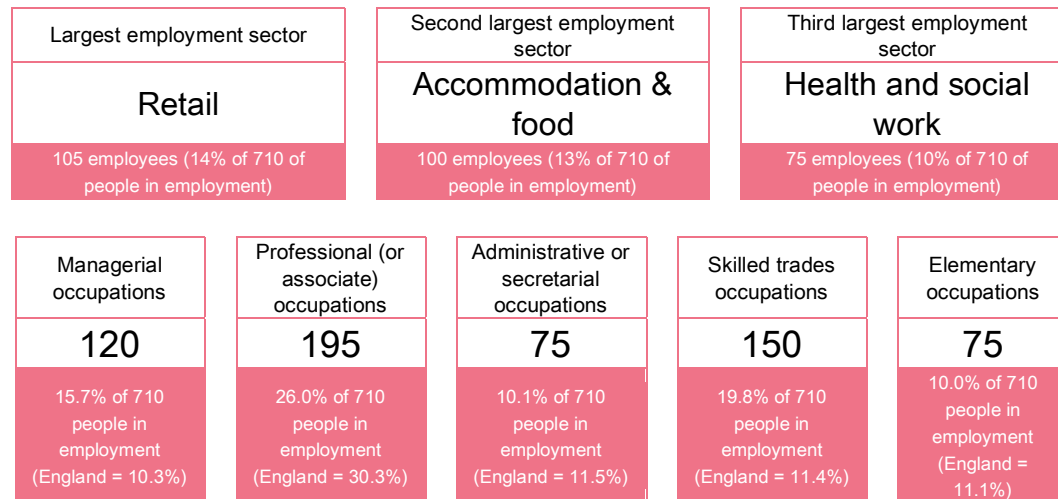 Largest employment sector
Retail
105 employees (14% of 710 of
people in employment)
Second largest employment
sector
Accommodation &
food
100 employees (13% of 710 of
people in employment)
Third largest employment
sector
Health and social
work
75 employees (10% of 710 of
people in employment)
Managerial
occupations
120
15.7% of 710
people in
employment
(England = 10.3%)
Professional (or
associate)
occupations
195
26.0% of 710
people in
employment
(England = 30.3%)
Administrative or
secretarial
occupations
75
10.1% of 710
people in
employment
(England = 11.5%)
Skilled trades
occupations
150
19.8% of 710
people in
employment
(England = 11.4%)
Elementary
occupations
75
10.0% of 710
people in
employment
(England =
11.1%)